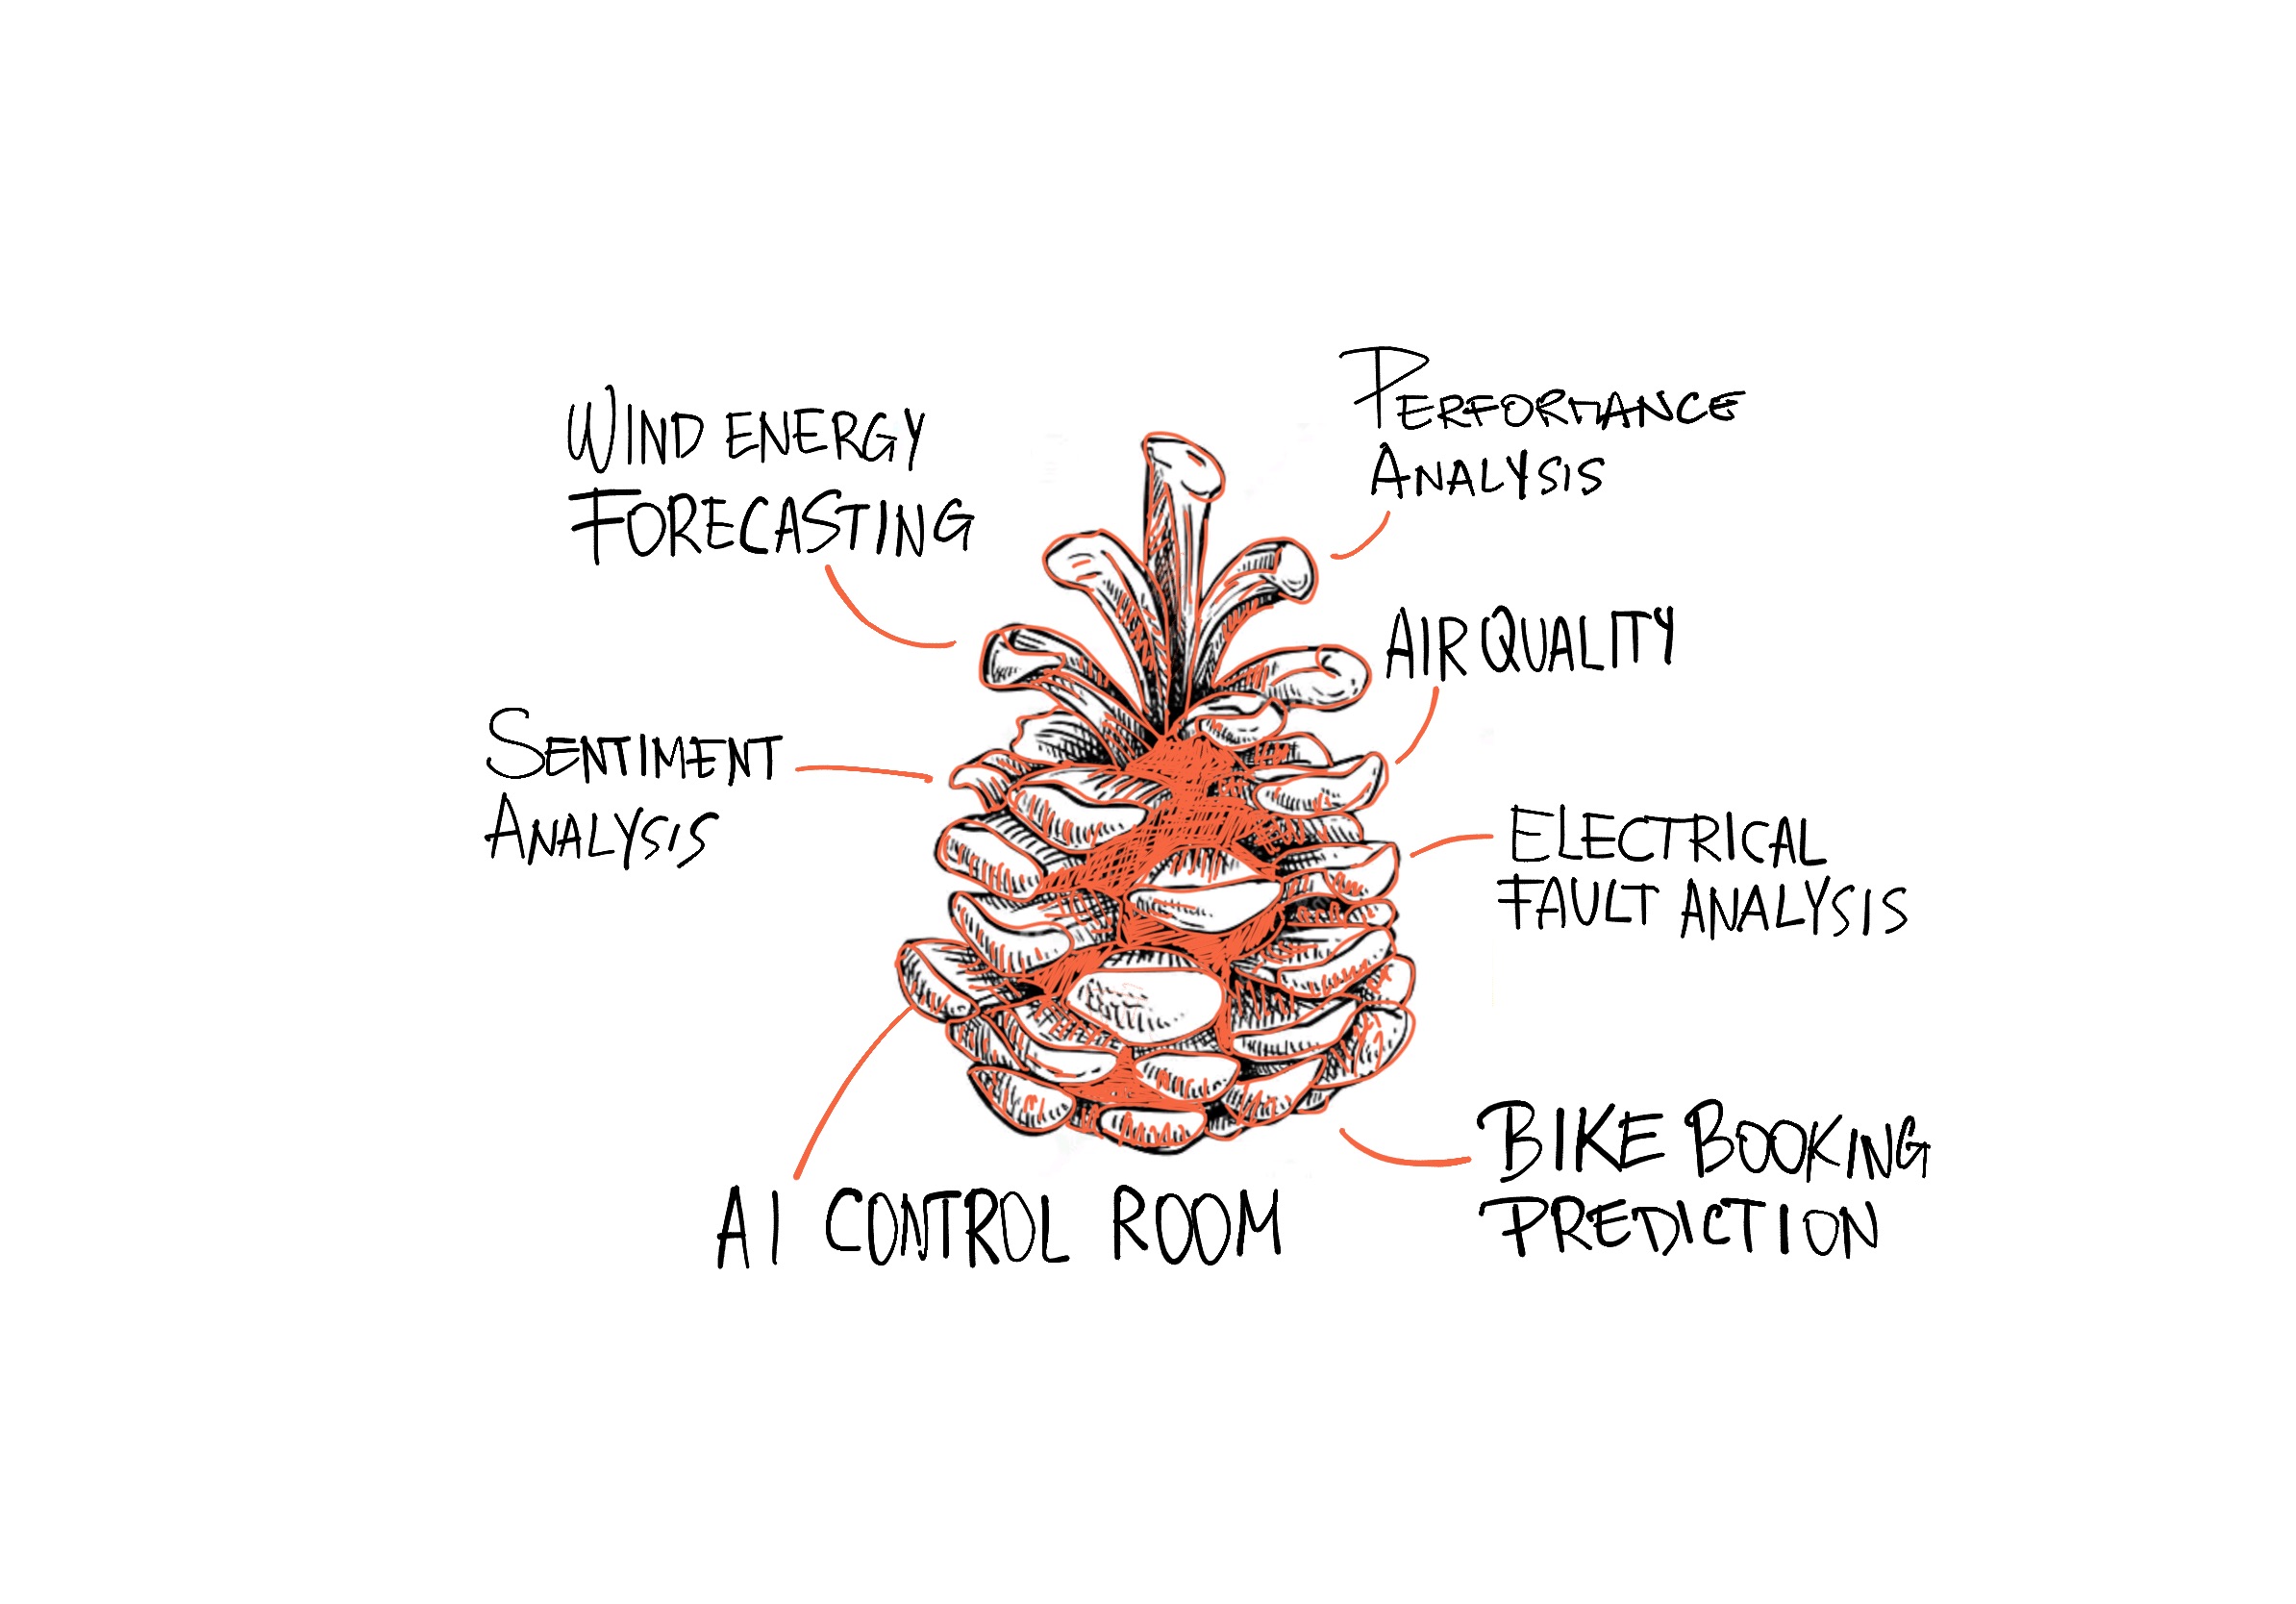 WIND ENERGY
FORECASTING
PERFORMANCE
ANALYSIS
AIR QUALITY
SENTIMENT
ANALYSIS
ELECTRICAL
FAULT ANALYSIS
BIKE BOOKING
PREDICTION
AI CONTROL ROOM